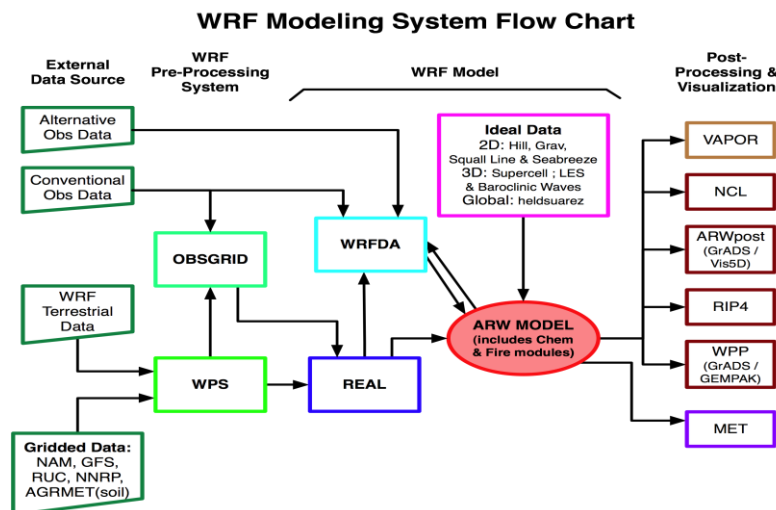 WRF Modeling System Flow Chart
External
Data Source
WRF
Pre-Processing
System
WRF Model
Post-
Processing &
Visualization
Alternative
Obs Data
Conventional
Obs Data
WRF
Terrestrial
Data
Gridded Data:
NAM, GFS,
RUC, NNRP,
AGRMET(soil)
OBSGRID
WPS
WRFDA
REAL
Ideal Data
2D: Hill, Grav,
Squall Line & Seabreeze
3D: Supercell ; LES
& Baroclinic Waves
Global: heldsuarez
ARW MODEL
(includes Chem
& Fire modules)
VAPOR
NCL
ARWpost
(GrADS /
Vis5D)
RIP4
WPP
(GrADS /
GEMPAK)
MET